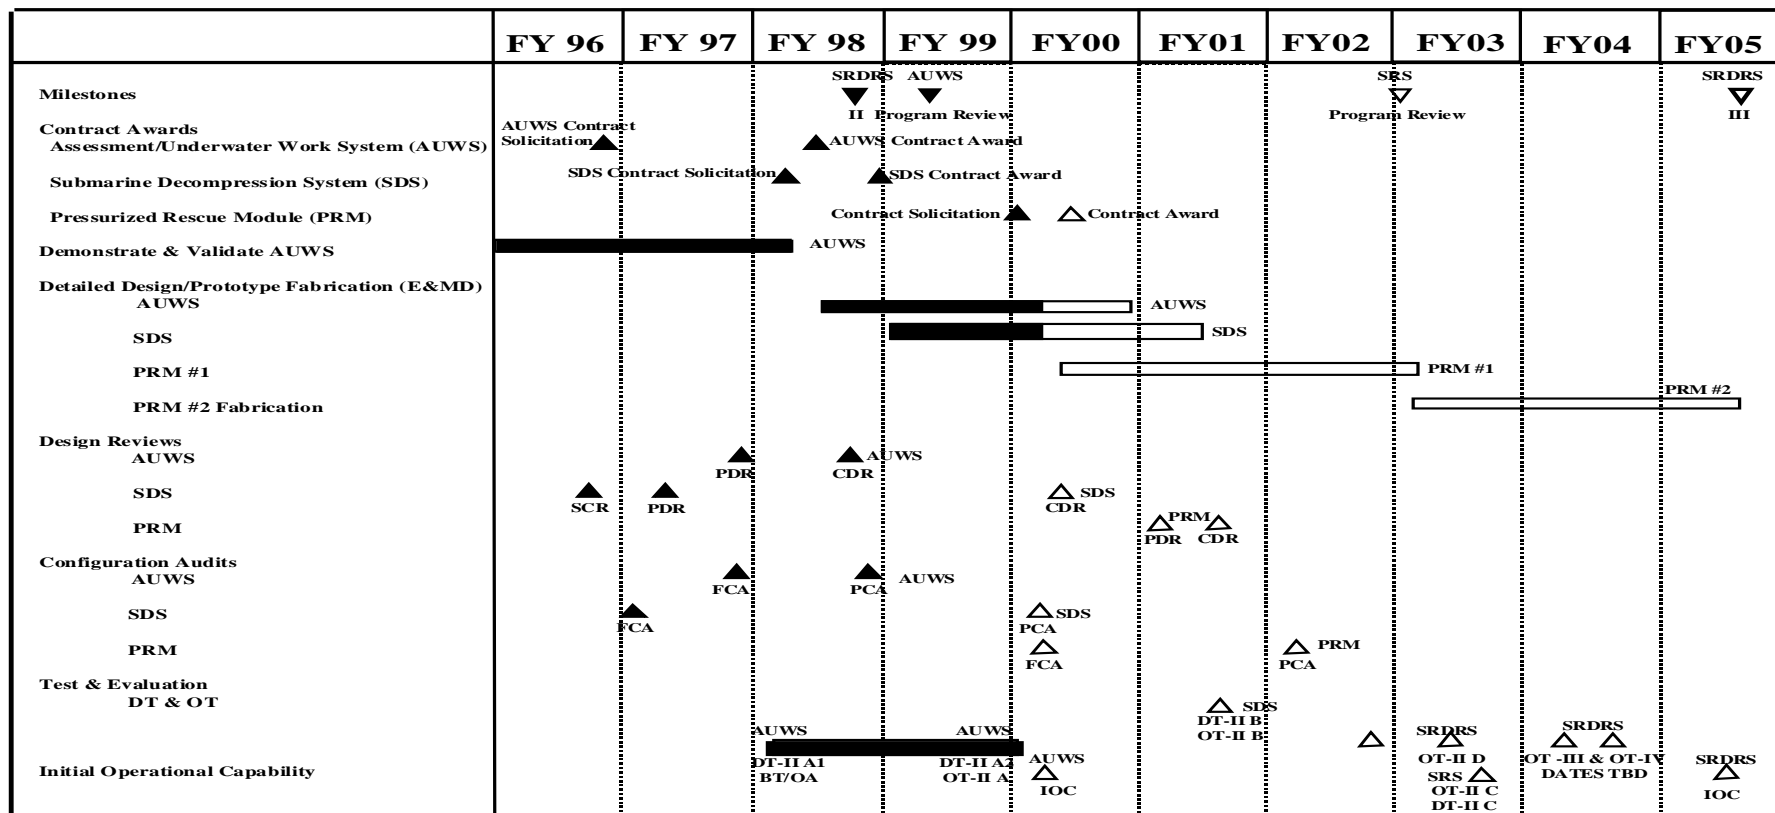 FY 96 FY 97 FY 98 FY 99 FY00 FY01 FY02 FY03 FY04 FY05
SRDRS AUWS SRS SRDRS
Milestones
II Program Review Program Review III
Contract Awards
AUWS Contract
Solicitation
Assessment/Underwater Work System (AUWS)
AUWS Contract Award
Submarine Decompression System (SDS)
SDS Contract Solicitation SDS Contract Award
Pressurized Rescue Module (PRM)
Contract Solicitation Contract Award
Demonstrate & Validate AUWS
AUWS
Detailed Design/Prototype Fabrication (E&MD)
AUWS AUWS
SDS SDS
PRM #1 PRM #1
PRM #2 Fabrication PRM #2
Design Reviews
AUWS AUWS
PDR CDR
SDS SDS
SCR PDR CDR
PRM PRM
PDR CDR
Configuration Audits
AUWS AUWS
FCA PCA
SDS SDS
FCA PCA
PRM PRM
FCA PCA
Test & Evaluation
DT & OT
SDS
DT-II B
OT-II B
AUWS AUWS SRDRS SRDRS
DT-II A1 DT-II A2 OT-II D OT -III & OT-IV
BT/OA OT-II A DATES TBD
Initial Operational Capability
AUWS SRDRS
IOC IOC
SRS
OT-II C
DT-II C